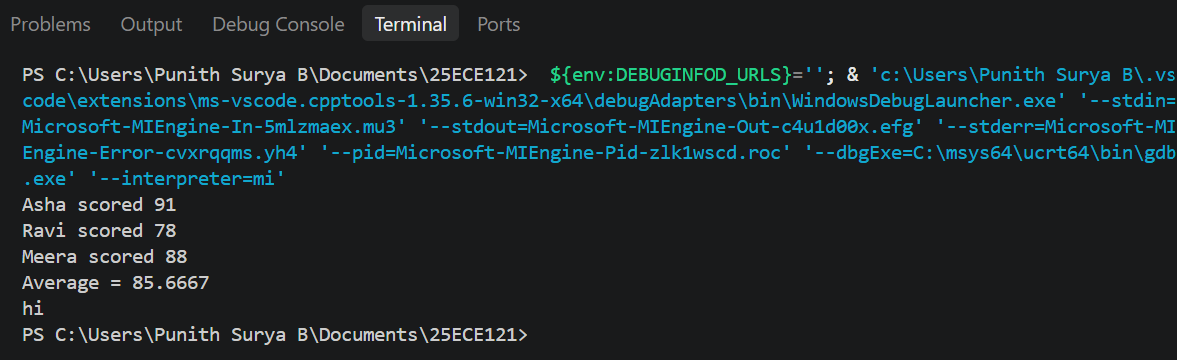 Problems Output Debug Console Terminal Ports
PS C:\Users\Punith Surya B\Documents\25ECE121>  ${env:DEBUGINFOD_URLS}=''; & 'c:\Users\Punith Surya B\.vs
code\extensions\ms-vscode.cpptools-1.35.6-win32-x64\debugAdapters\bin\WindowsDebugLauncher.exe' '--stdin=
Microsoft-MIEngine-In-5mlzmaex.mu3' '--stdout=Microsoft-MIEngine-Out-c4u1d00x.efg' '--stderr=Microsoft-MI
Engine-Error-cvxrqqms.yh4' '--pid=Microsoft-MIEngine-Pid-zlk1wscd.roc' '--dbgExe=C:\msys64\ucrt64\bin\gdb
.exe' '--interpreter=mi'
Asha scored 91
Ravi scored 78
Meera scored 88
Average = 85.6667
hi
PS C:\Users\Punith Surya B\Documents\25ECE121>